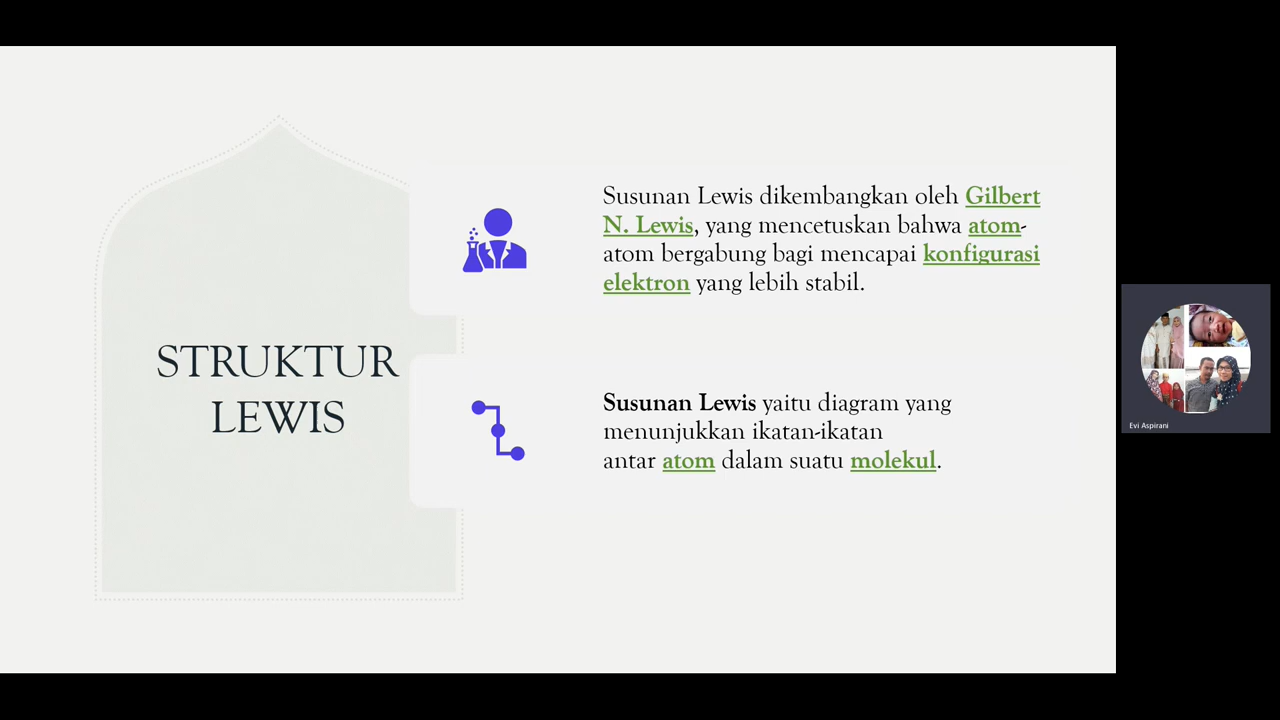 STRUKTUR
LEWIS
Susunan Lewis dikembangkan oleh Gilbert
N. Lewis, yang mencetuskan bahwa atom-
atom bergabung bagi mencapai konfigurasi
elektron yang lebih stabil.
Susunan Lewis yaitu diagram yang
menunjukkan ikatan-ikatan
antar atom dalam suatu molekul.
Evi Aspirani